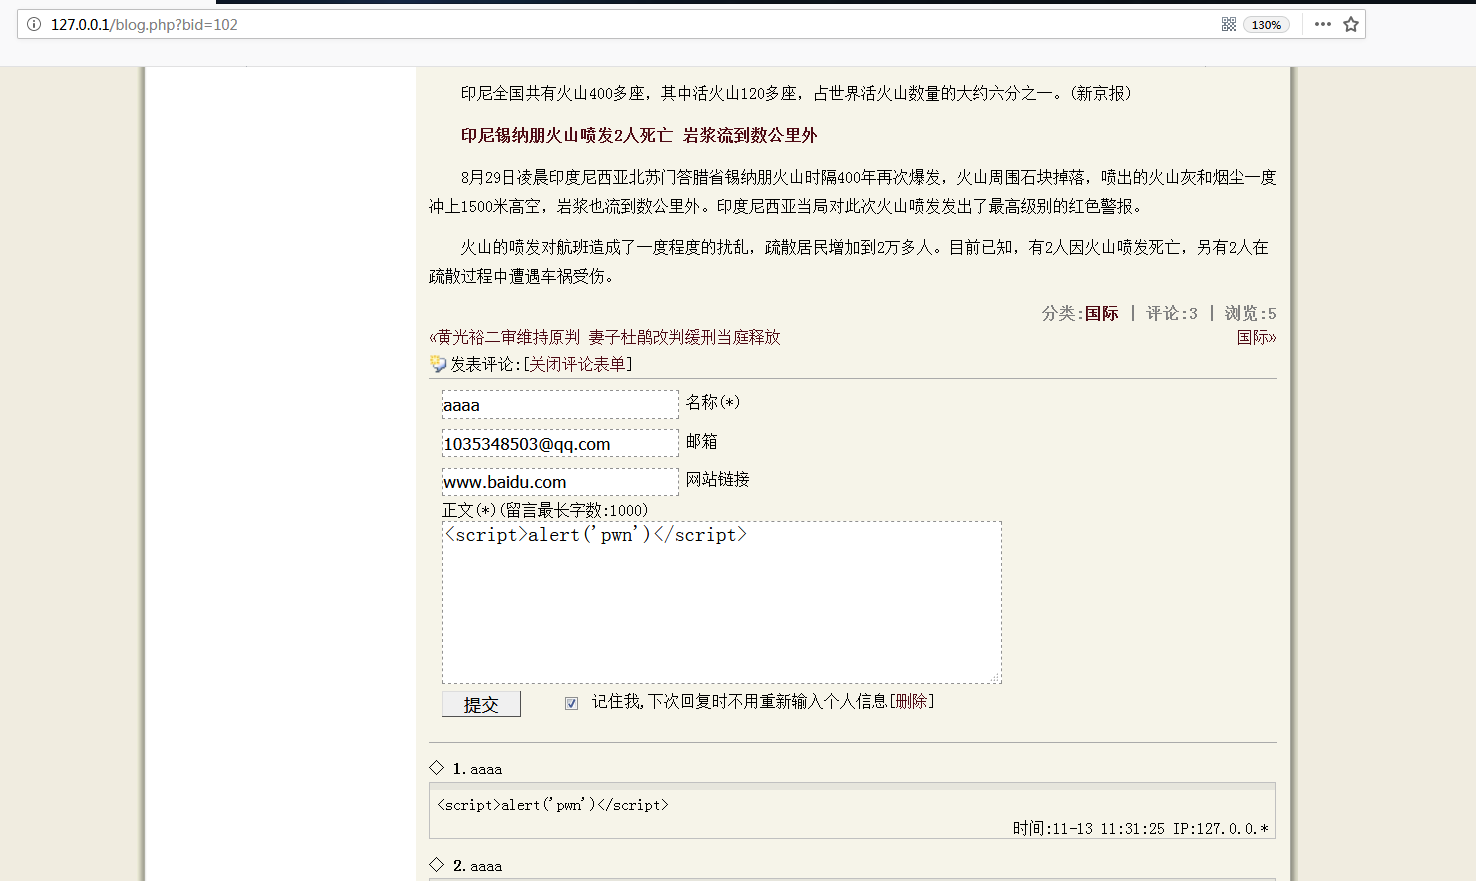 127.0.0.1/blog.php?bid=102
130%
印尼全国共有火山400多座，其中活火山120多座，占世界活火山数量的大约六分之一。(新京报)
印尼锡纳朋火山喷发2人死亡 岩浆流到数公里外
8月29日凌晨印度尼西亚北苏门答腊省锡纳朋火山时隔400年再次爆发，火山周围石块掉落，喷出的火山灰和烟尘一度
冲上1500米高空，岩浆也流到数公里外。印度尼西亚当局对此次火山喷发发出了最高级别的红色警报。
火山的喷发对航班造成了一度程度的扰乱，疏散居民增加到2万多人。目前已知，有2人因火山喷发死亡，另有2人在
疏散过程中遭遇车祸受伤。
分类:国际 | 评论:3 | 浏览:5
«黄光裕二审维持原判 妻子杜鹃改判缓刑当庭释放 国际»
发表评论:[关闭评论表单]
aaaa 名称(*)
1035348503@qq.com 邮箱
www.baidu.com 网站链接
正文(*)(留言最长字数:1000)
<script>alert('pwn')</script>
提交 记住我,下次回复时不用重新输入个人信息[删除]
◇ 1.aaaa
<script>alert('pwn')</script>
时间:11-13 11:31:25 IP:127.0.0.*
◇ 2.aaaa